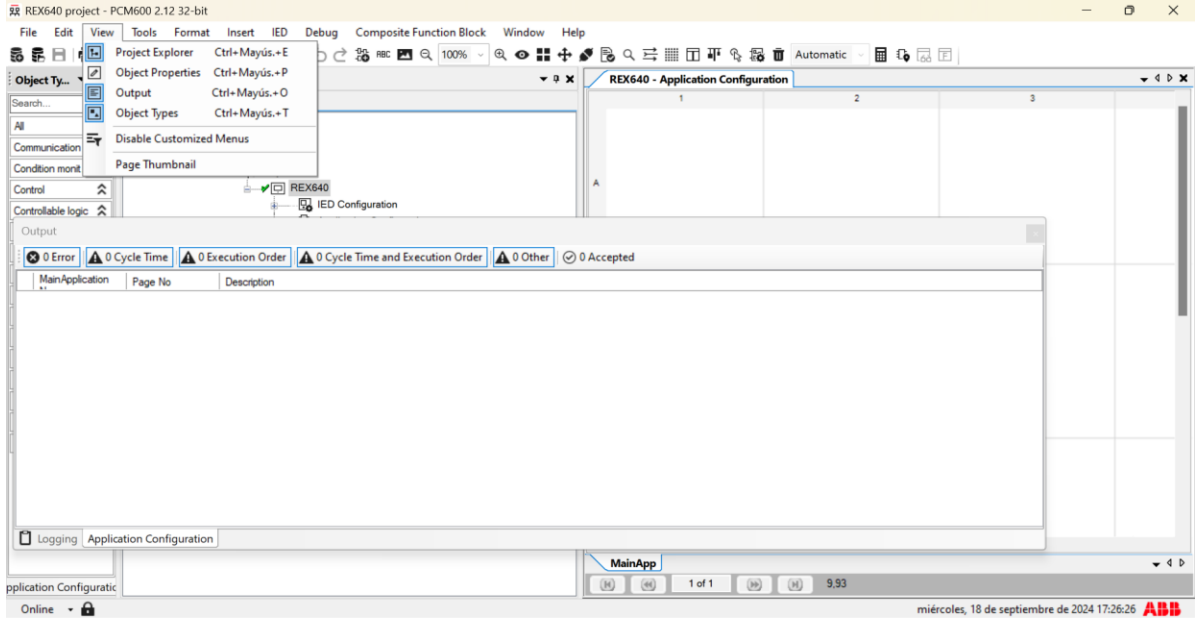 REX640 project - PCM600 2.12 32-bit
File Edit View Tools Format Insert IED Debug Composite Function Block Window Help
Project Explorer Ctrl+Mayús.+E
Object Properties Ctrl+Mayús.+P
Output Ctrl+Mayús.+O
Object Types Ctrl+Mayús.+T
Disable Customized Menus
Page Thumbnail
ABC 100% Automatic
Object Ty...
Search...
All
Communication
Condition monit
Control
Controllable logic
REX640
IED Configuration
REX640 - Application Configuration
1 2 3
A
Output
0 Error 0 Cycle Time 0 Execution Order 0 Cycle Time and Execution Order 0 Other 0 Accepted
MainApplication Page No Description
Logging Application Configuration
MainApp
pplication Configuratic
1 of 1 9,93
Online miércoles, 18 de septiembre de 2024 17:26:26 ABB